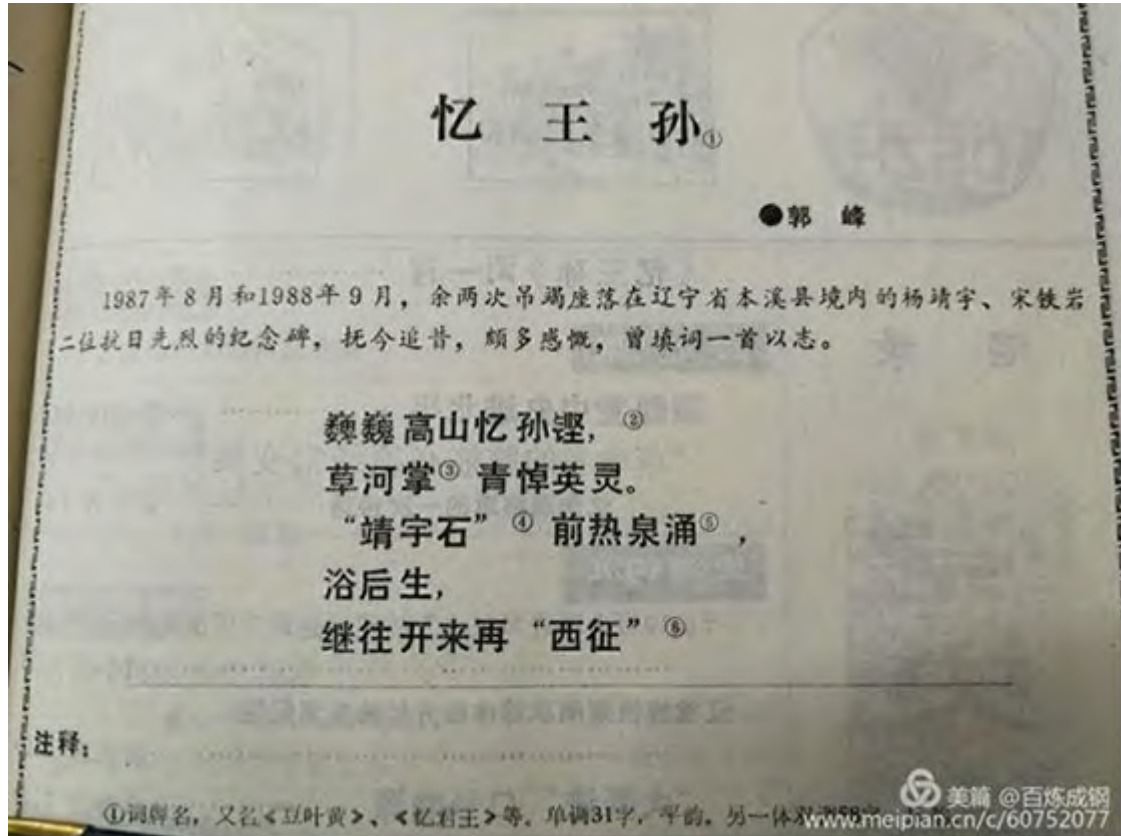 忆 王 孙①
●郭 峰
1987年8月和1988年9月，余两次吊谒座落在辽宁省本溪县境内的杨靖宇、宋铁岩
二位抗日先烈的纪念碑，抚今追昔，颇多感慨，曾填词一首以志。
巍巍高山忆孙铿，②
草河掌③ 青悼英灵。
“靖宇石”④ 前热泉涌⑤，
浴后生，
继往开来再“西征”⑥
注释：
①词牌名，又名《豆叶黄》、《忆君王》等。单调31字，平韵，另一体双调58字
美篇 @百炼成钢
www.meipian.cn/c/60752077